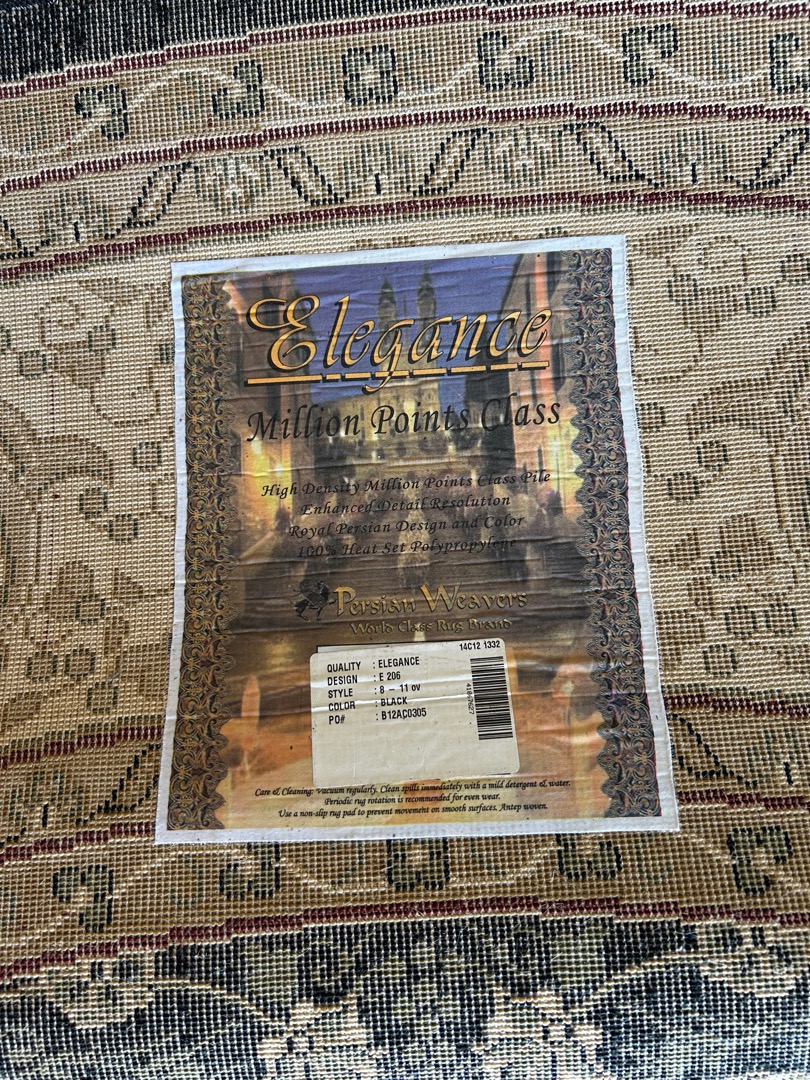 Elegance
Million Points Class
High Density Million Points Class Pile
Enhanced Detail Resolution
Royal Persian Design and Color
100% Heat Set Polypropylene
Persian Weavers
World Class Rug Brand
14C12 1332
QUALITY : ELEGANCE
DESIGN : E 206
STYLE : 8 – 11 ov
COLOR : BLACK
PO# : B12AC0305
Care & Cleaning: Vacuum regularly. Clean spills immediately with a mild detergent & water.
Periodic rug rotation is recommended for even wear.
Use a non-slip rug pad to prevent movement on smooth surfaces. Antep woven.